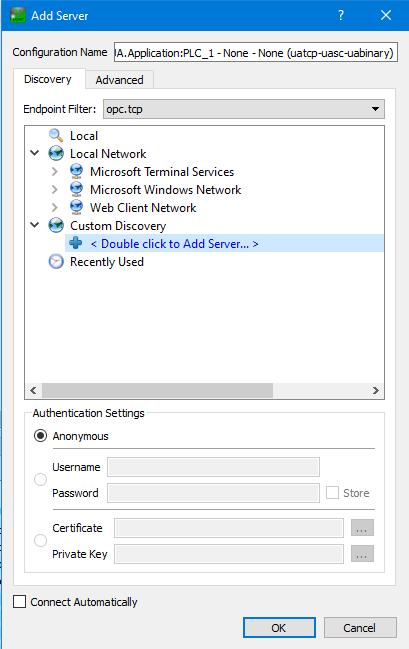 Add Server
?
Configuration Name JA.Application:PLC_1 - None - None (uatcp-uasc-uabinary)
Discovery Advanced
Endpoint Filter: opc.tcp
Local
Local Network
Microsoft Terminal Services
Microsoft Windows Network
Web Client Network
Custom Discovery
< Double click to Add Server... >
Recently Used
Authentication Settings
Anonymous
Username
Password Store
Certificate ...
Private Key ...
Connect Automatically
OK Cancel